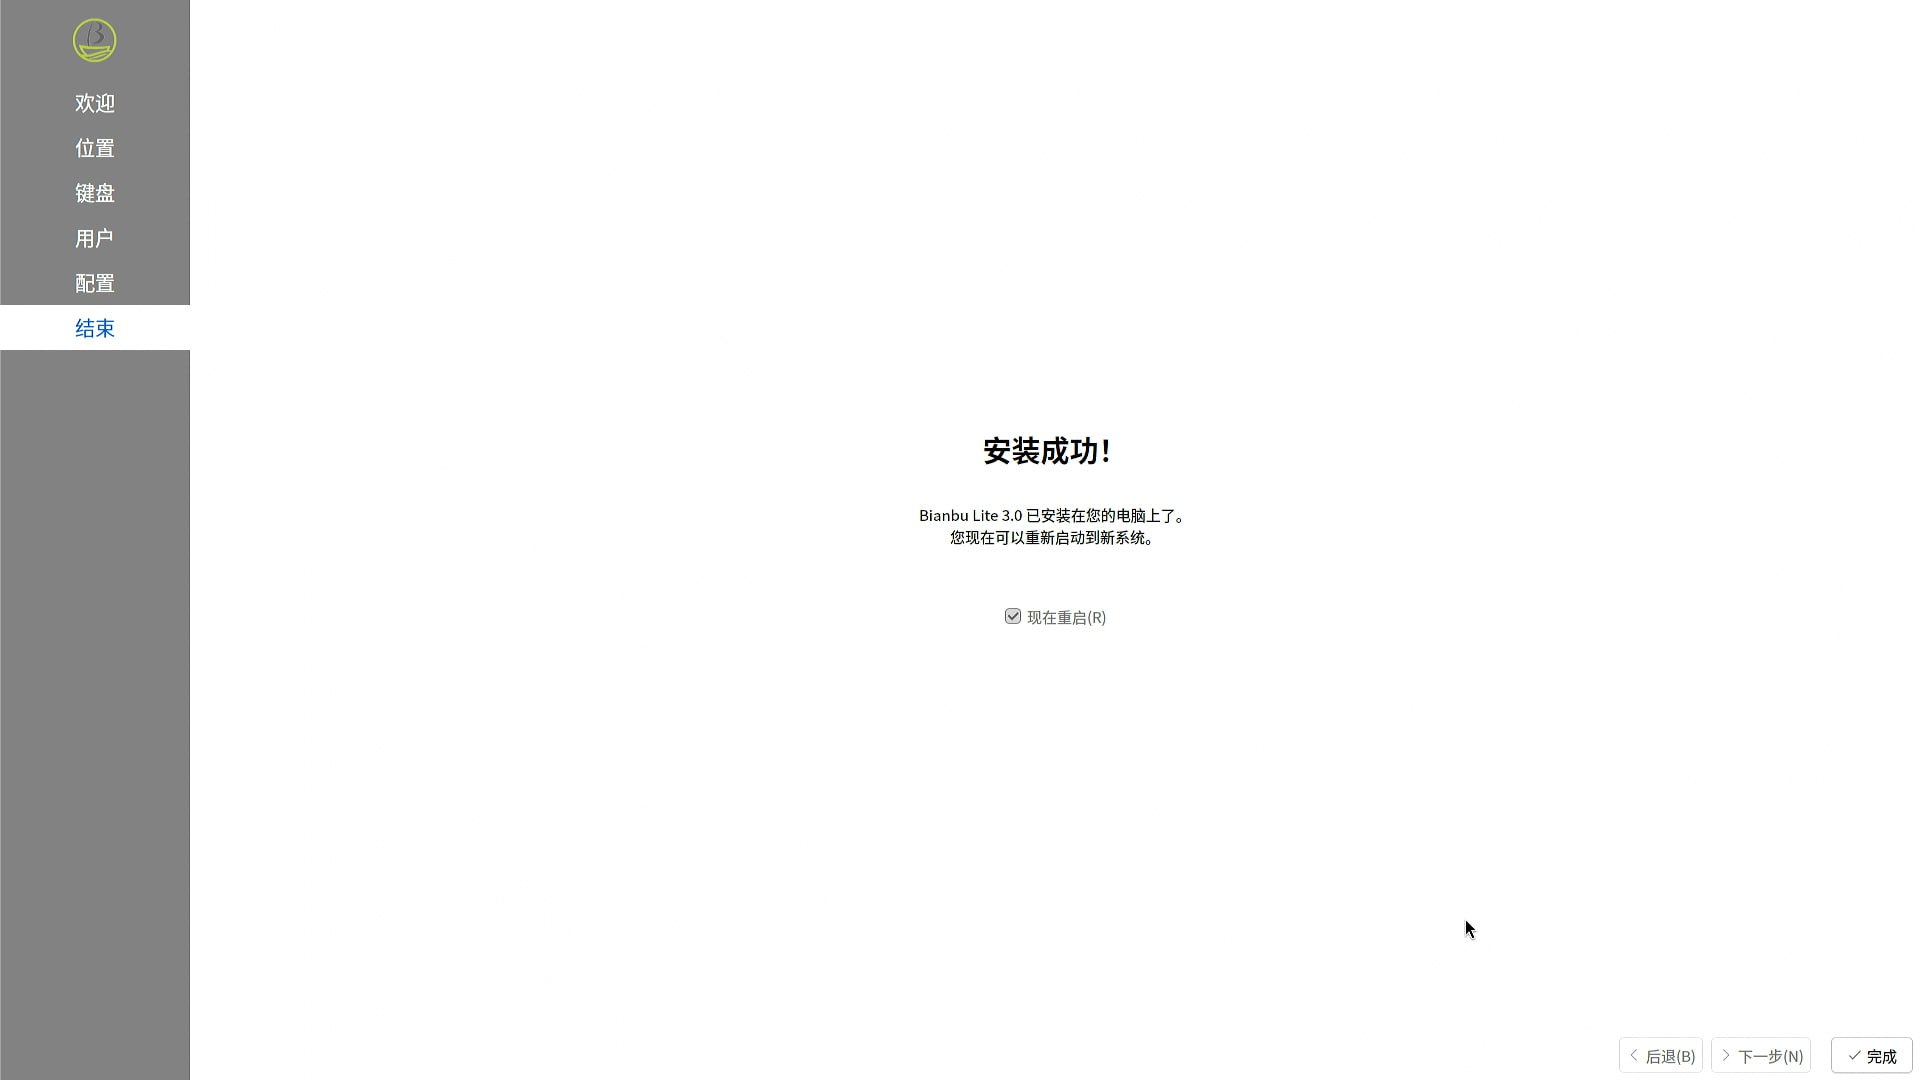 欢迎
位置
键盘
用户
配置
结束
安装成功!
Bianbu Lite 3.0 已安装在您的电脑上了。
您现在可以重新启动到新系统。
现在重启(R)
后退(B)
下一步(N)
完成